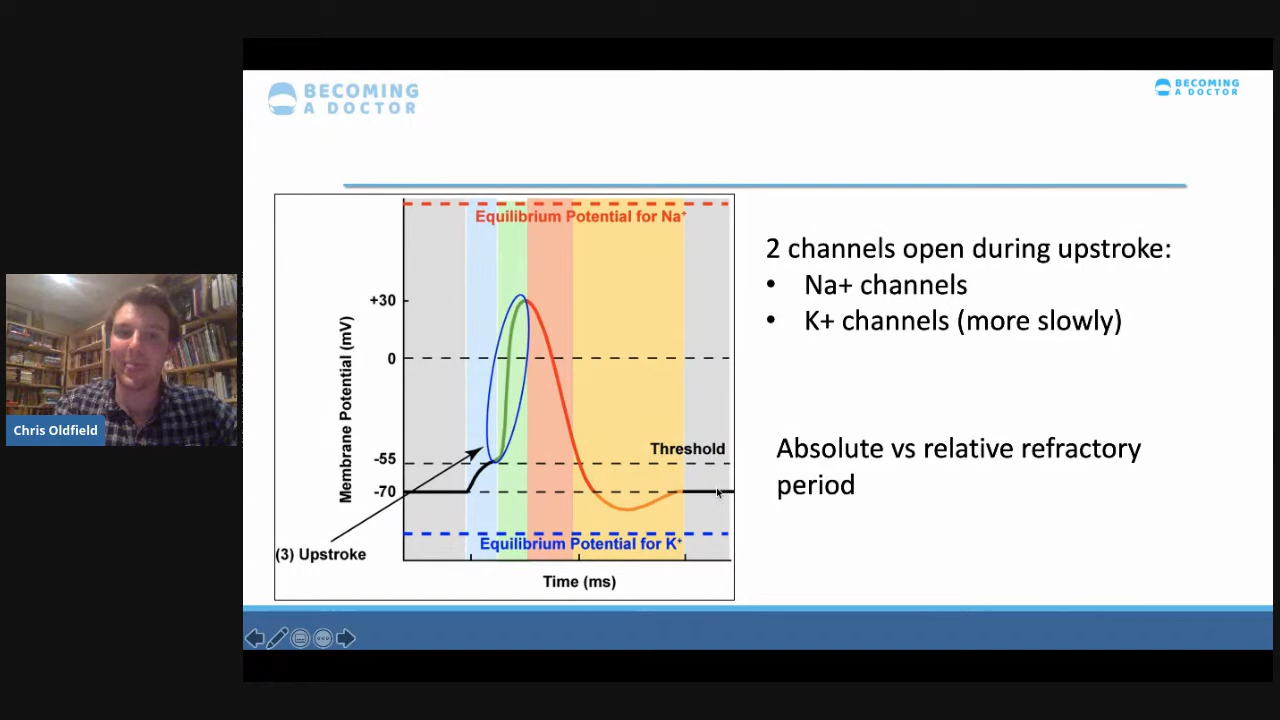 BECOMING
A DOCTOR
BECOMING
A DOCTOR
Equilibrium Potential for Na⁺
+30
0
-55
-70
Membrane Potential (mV)
Threshold
(3) Upstroke
Equilibrium Potential for K⁺
Time (ms)
2 channels open during upstroke:
• Na+ channels
• K+ channels (more slowly)
Absolute vs relative refractory
period
Chris Oldfield